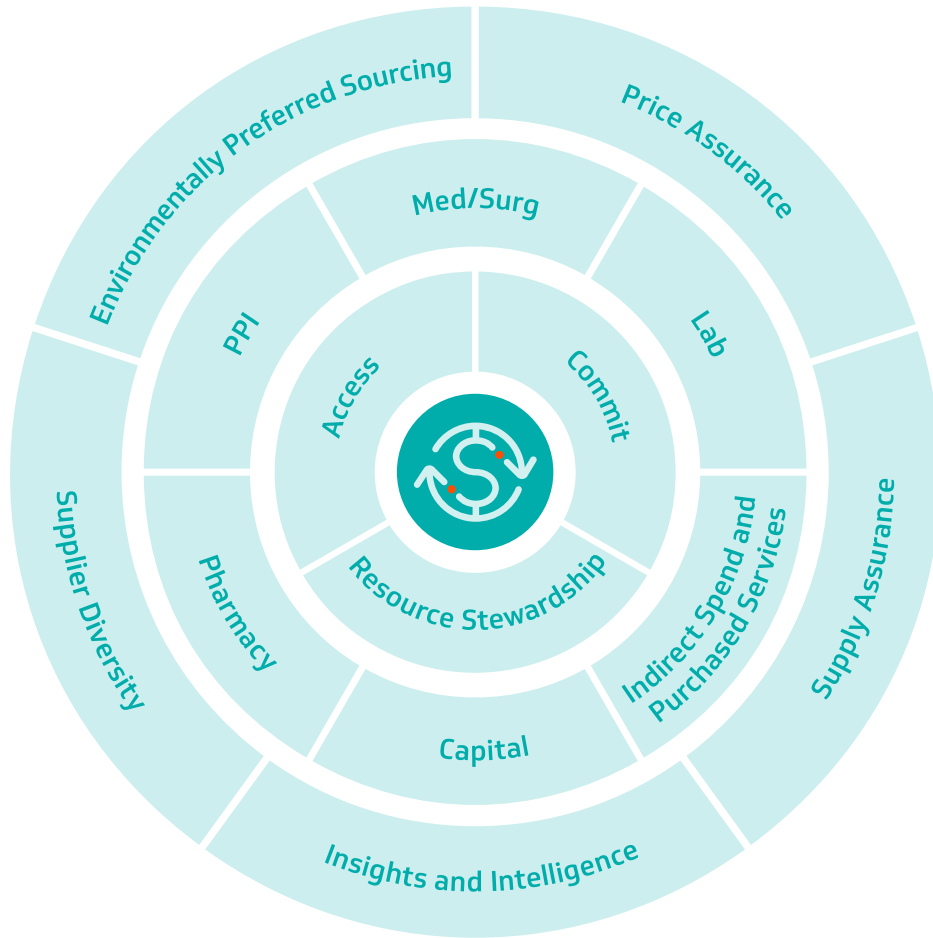 Environmentally Preferred Sourcing
Price Assurance
Supply Assurance
Insights and Intelligence
Supplier Diversity
Med/Surg
Lab
Indirect Spend and
Purchased Services
Capital
Pharmacy
PPI
Access
Commit
Resource Stewardship